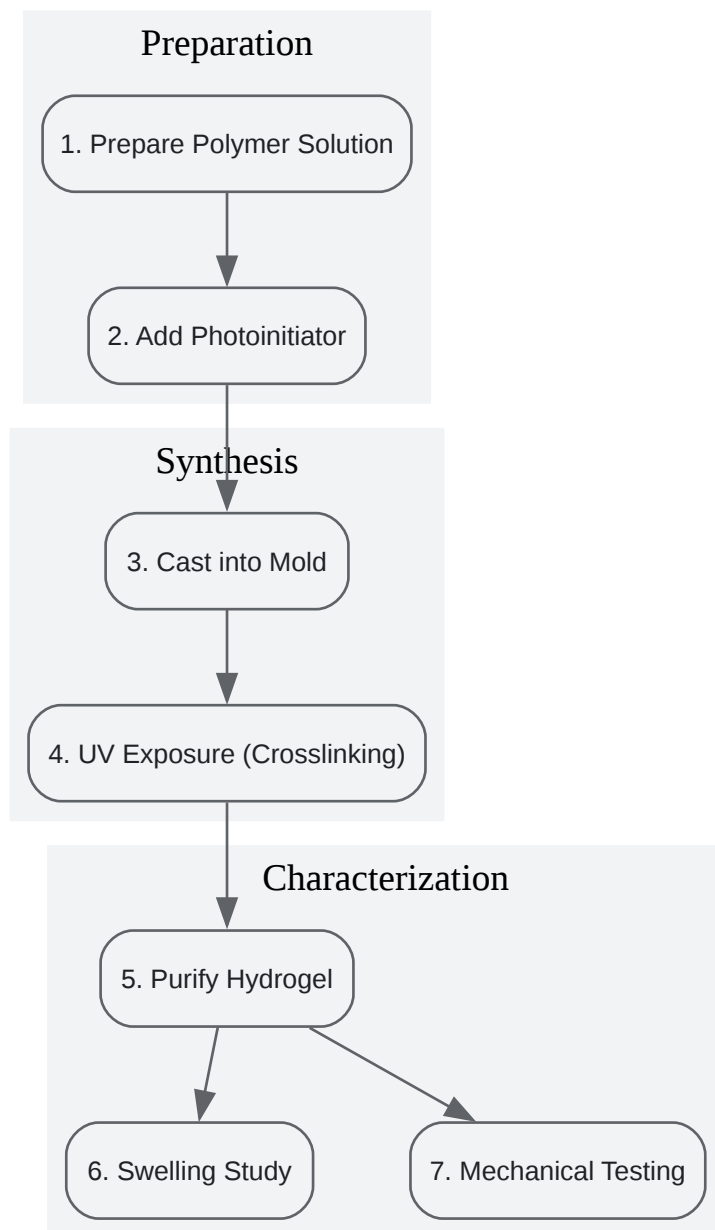 Preparation
1. Prepare Polymer Solution
2. Add Photoinitiator
Synthesis
3. Cast into Mold
4. UV Exposure (Crosslinking)
Characterization
5. Purify Hydrogel
6. Swelling Study
7. Mechanical Testing